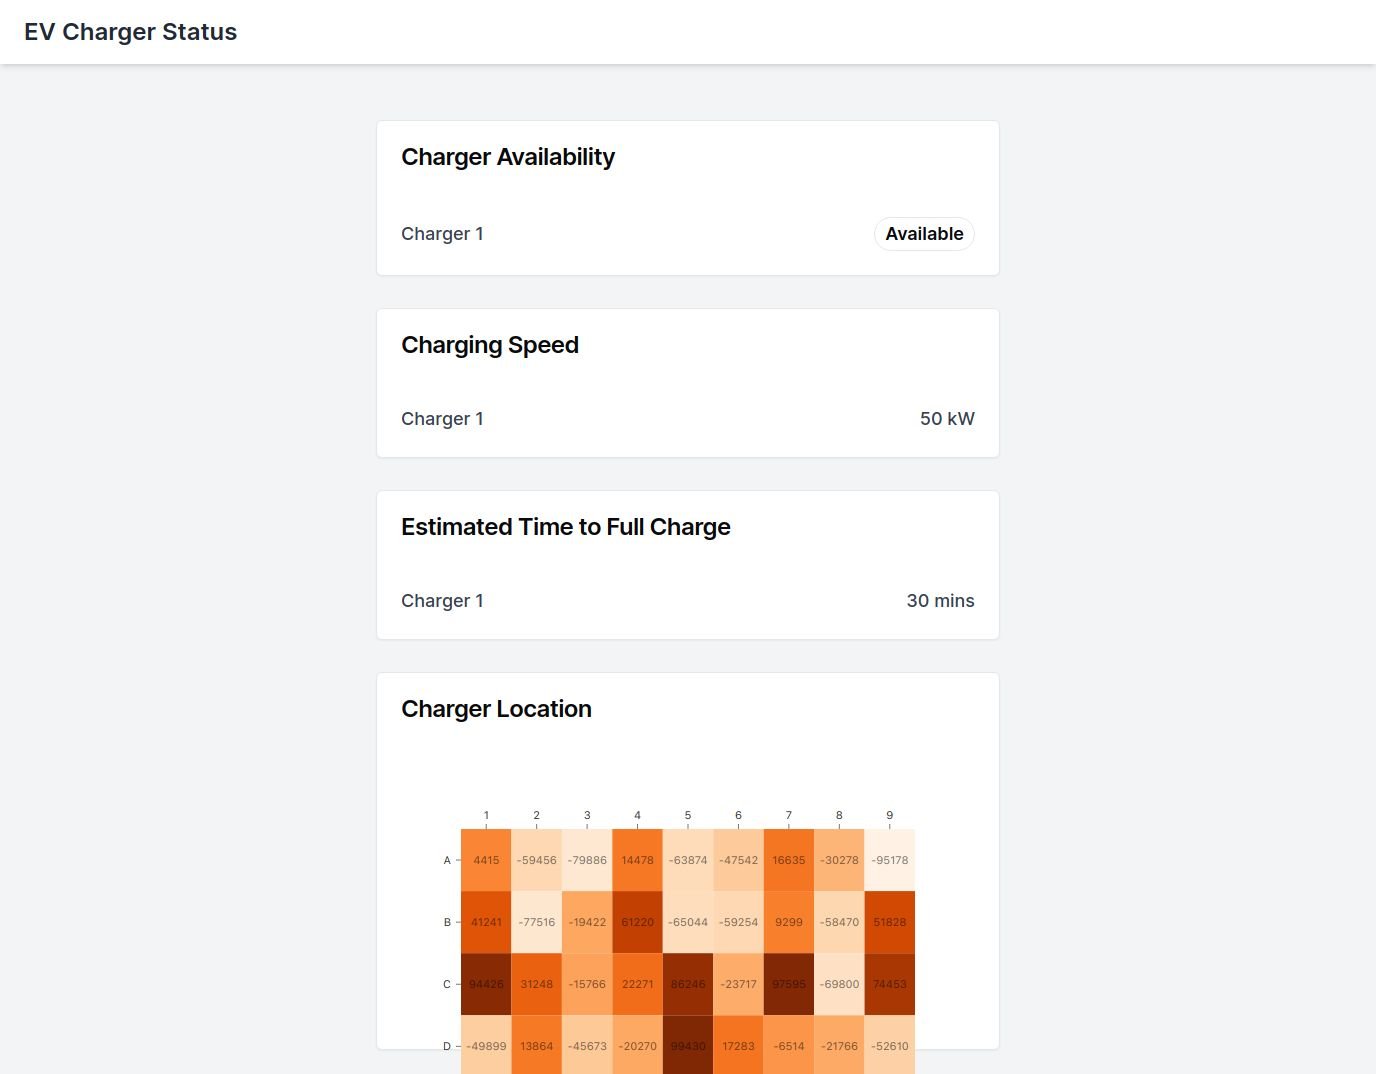 EV Charger Status
Charger Availability
Charger 1 Available
Charging Speed
Charger 1 50 kW
Estimated Time to Full Charge
Charger 1 30 mins
Charger Location
1 2 3 4 5 6 7 8 9
A 4415 -59456 -79886 14478 -63874 -47542 16635 -30278 -95178
B 41241 -77516 -19422 61220 -65044 -59254 9299 -58470 51828
C 94426 31248 -15766 22271 86246 -23717 97595 -69800 74453
D -49899 13864 -45673 -20270 99430 17283 -6514 -21766 -52610